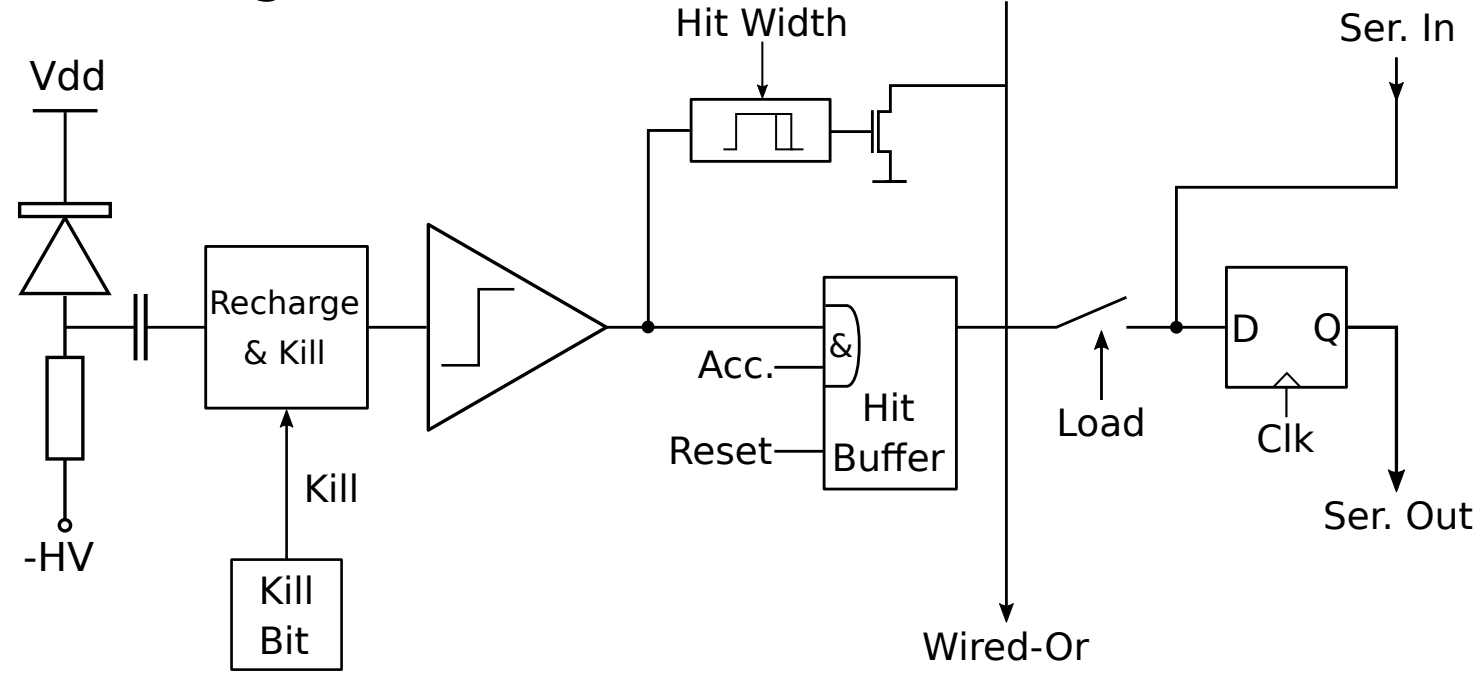 Hit Width
Ser. In
Vdd
Recharge
& Kill
&
Acc.
Hit
Buffer
Reset
Load
D Q
Clk
Kill
Ser. Out
-HV
Kill
Bit
Wired-Or